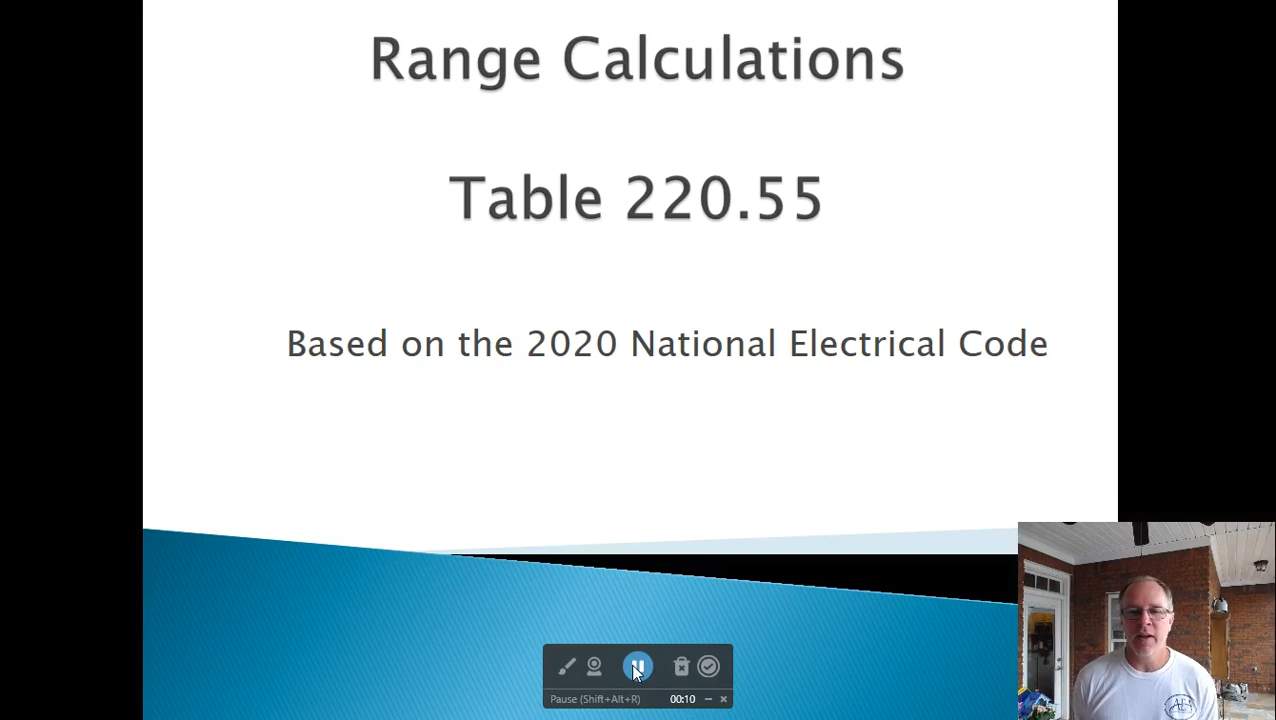 Range Calculations
Table 220.55
Based on the 2020 National Electrical Code
Pause (Shift+Alt+R)
00:10